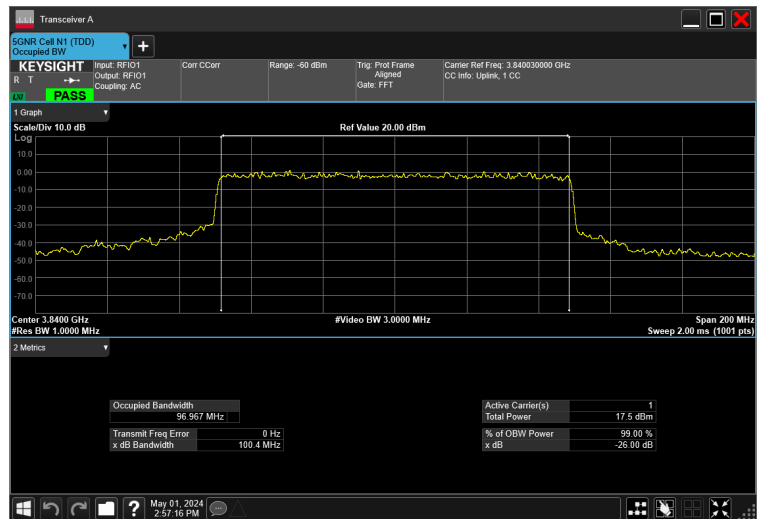 Transceiver A
5GNR Cell N1 (TDD)
Occupied BW
KEYSIGHT
R T
LXI
PASS
Input: RFIO1
Output: RFIO1
Coupling: AC
Corr CCorr
Range: -60 dBm
Trig: Prot Frame
Aligned
Gate: FFT
Carrier Ref Freq: 3.840030000 GHz
CC Info: Uplink, 1 CC
1 Graph
Scale/Div 10.0 dB
Ref Value 20.00 dBm
Log
10.0
0.00
-10.0
-20.0
-30.0
-40.0
-50.0
-60.0
-70.0
Center 3.8400 GHz
#Video BW 3.0000 MHz
Span 200 MHz
#Res BW 1.0000 MHz
Sweep 2.00 ms (1001 pts)
2 Metrics
Occupied Bandwidth
96.967 MHz
Transmit Freq Error 0 Hz
x dB Bandwidth 100.4 MHz
Active Carrier(s) 1
Total Power 17.5 dBm
% of OBW Power 99.00 %
x dB -26.00 dB
?
May 01, 2024
2:57:16 PM